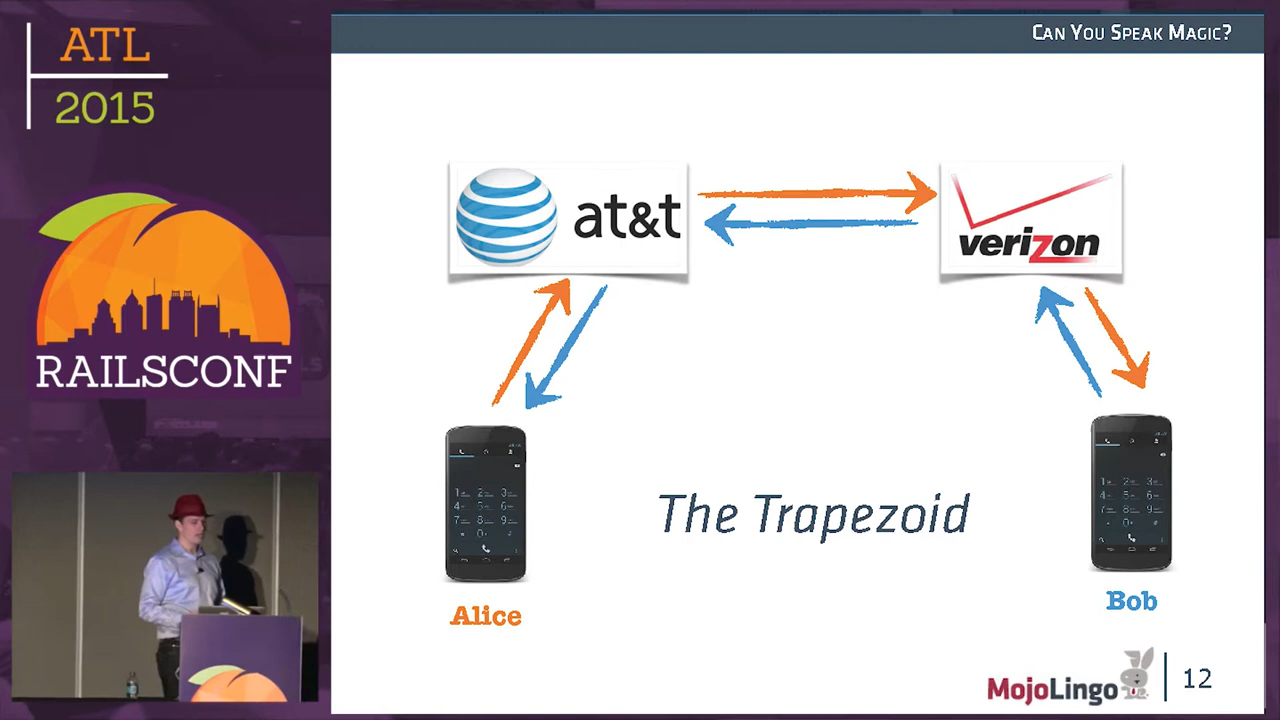 ATL
2015
RAILSCONF
CAN YOU SPEAK MAGIC?
at&t
verizon
The Trapezoid
Alice
Bob
MojoLingo
12